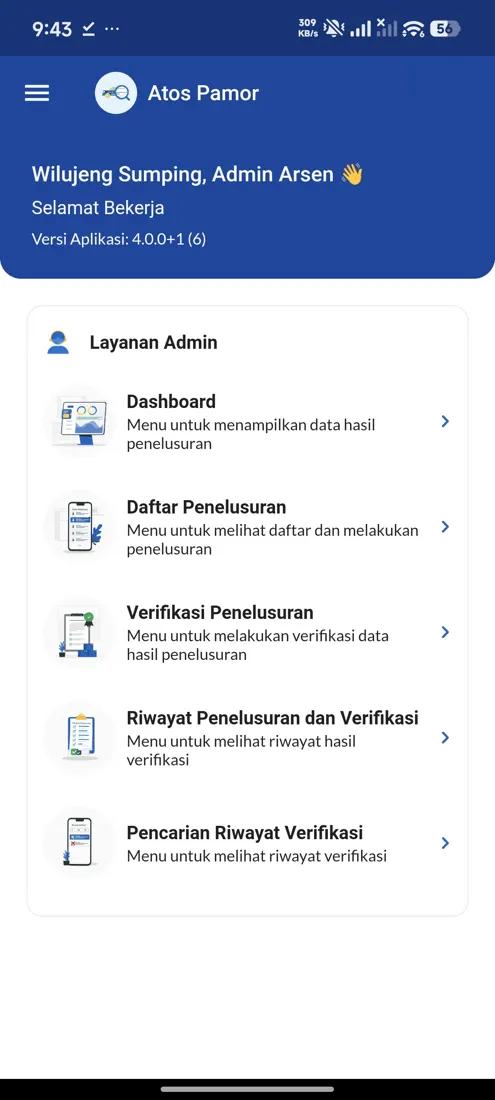 9:43
309
KB/s
6
56
Atos Pamor
Wilujeng Sumping, Admin Arsen 👋
Selamat Bekerja
Versi Aplikasi: 4.0.0+1 (6)
Layanan Admin
Dashboard
Menu untuk menampilkan data hasil
penelusuran
Daftar Penelusuran
Menu untuk melihat daftar dan melakukan
penelusuran
Verifikasi Penelusuran
Menu untuk melakukan verifikasi data
hasil penelusuran
Riwayat Penelusuran dan Verifikasi
Menu untuk melihat riwayat hasil
verifikasi
Pencarian Riwayat Verifikasi
Menu untuk melihat riwayat verifikasi